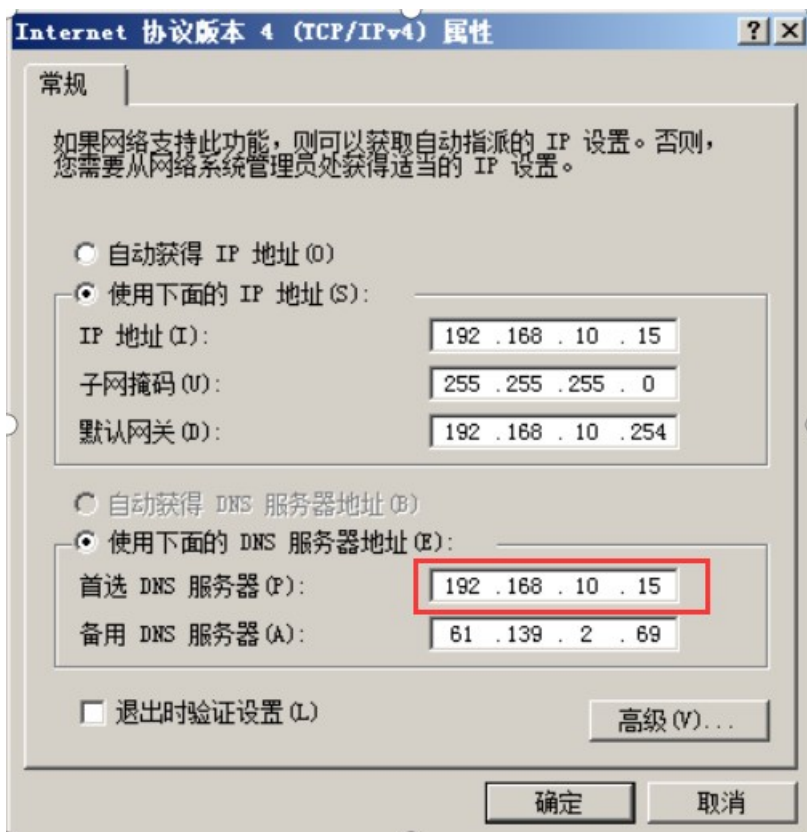 Internet 协议版本 4 (TCP/IPv4) 属性
常规
如果网络支持此功能，则可以获取自动指派的 IP 设置。否则，
您需要从网络系统管理员处获得适当的 IP 设置。
自动获得 IP 地址(O)
使用下面的 IP 地址(S):
IP 地址(I): 192 .168 . 10 . 15
子网掩码(U): 255 .255 .255 . 0
默认网关(D): 192 .168 . 10 .254
自动获得 DNS 服务器地址(B)
使用下面的 DNS 服务器地址(E):
首选 DNS 服务器(P): 192 .168 . 10 . 15
备用 DNS 服务器(A): 61 .139 . 2 . 69
退出时验证设置(L)
高级(V)...
确定 取消